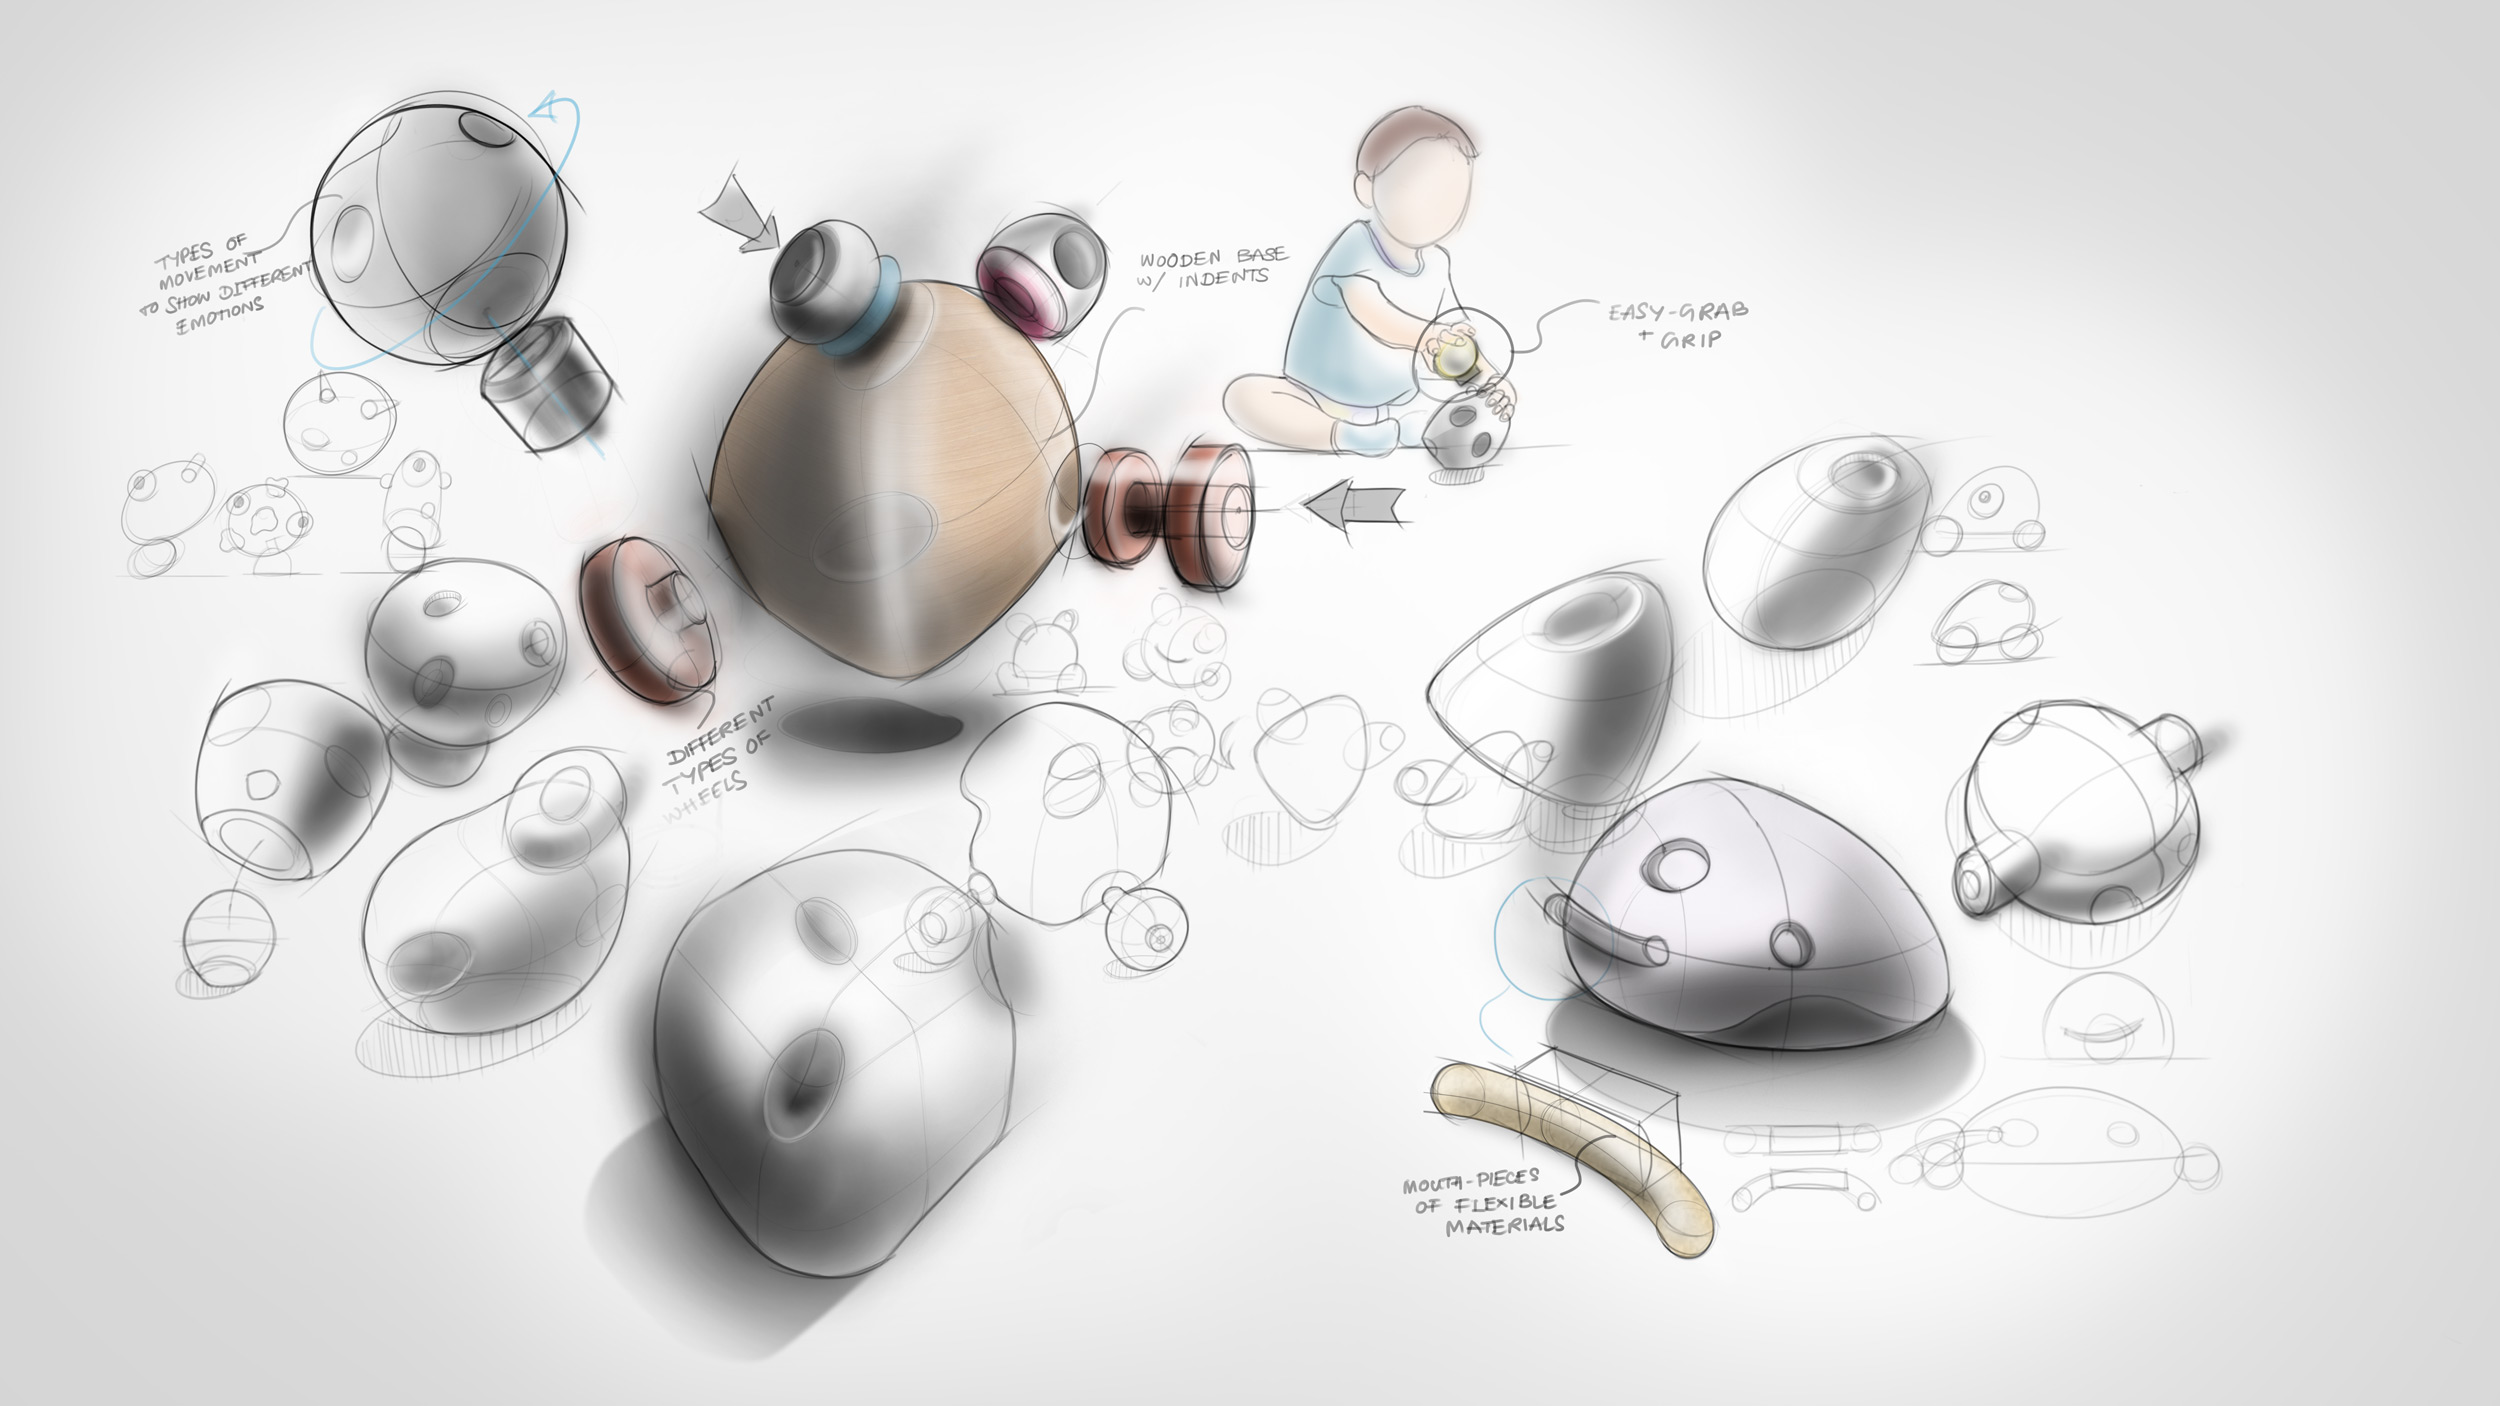 TYPES OF
MOVEMENT
TO SHOW DIFFERENT
EMOTIONS
WOODEN BASE
W/ INDENTS
EASY-GRAB
+ GRIP
DIFFERENT
TYPES OF
WHEELS
MOUTH-PIECES
OF FLEXIBLE
MATERIALS